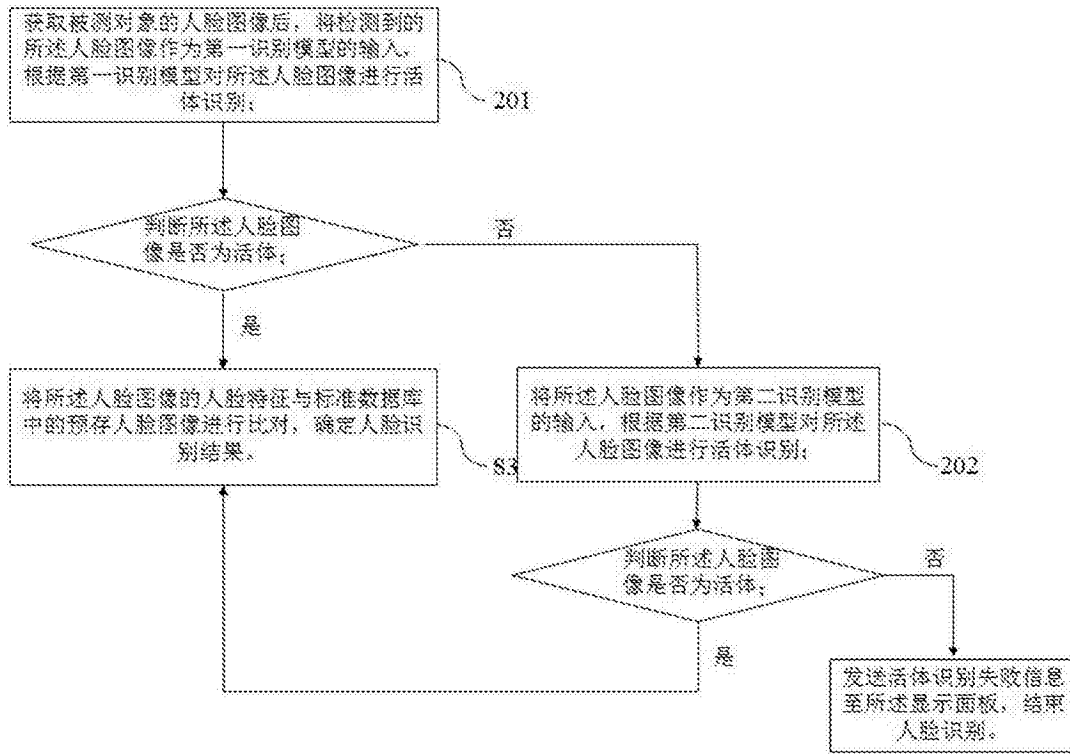 获取被测对象的人脸图像后，将检测到的
所述人脸图像作为第一识别模型的输入，
根据第一识别模型对所述人脸图像进行活
体识别；
201
判断所述人脸图
像是否为活体；
否
是
将所述人脸图像的人脸特征与标准数据库
中的预存人脸图像进行比对，确定人脸识
别结果。
S3
将所述人脸图像作为第二识别模型
的输入，根据第二识别模型对所述
人脸图像进行活体识别；
202
判断所述人脸图
像是否为活体；
否
是
发送活体识别失败信息
至所述显示面板，结束
人脸识别。